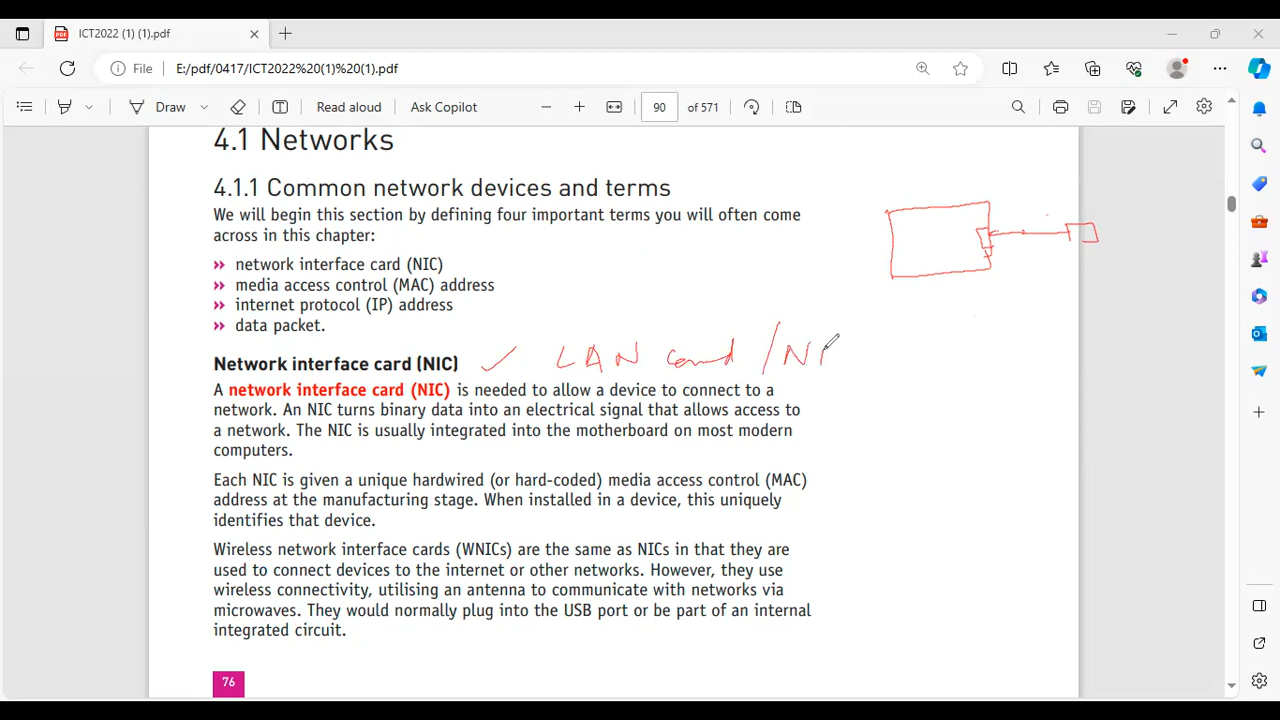 ICT2022 (1) (1).pdf
File E:/pdf/0417/ICT2022%20(1)%20(1).pdf
Draw Read aloud Ask Copilot 90 of 571
4.1 Networks
4.1.1 Common network devices and terms
We will begin this section by defining four important terms you will often come
across in this chapter:
›› network interface card (NIC)
›› media access control (MAC) address
›› internet protocol (IP) address
›› data packet.
Network interface card (NIC) ✓ LAN card / NI
A network interface card (NIC) is needed to allow a device to connect to a
network. An NIC turns binary data into an electrical signal that allows access to
a network. The NIC is usually integrated into the motherboard on most modern
computers.
Each NIC is given a unique hardwired (or hard-coded) media access control (MAC)
address at the manufacturing stage. When installed in a device, this uniquely
identifies that device.
Wireless network interface cards (WNICs) are the same as NICs in that they are
used to connect devices to the internet or other networks. However, they use
wireless connectivity, utilising an antenna to communicate with networks via
microwaves. They would normally plug into the USB port or be part of an internal
integrated circuit.
76